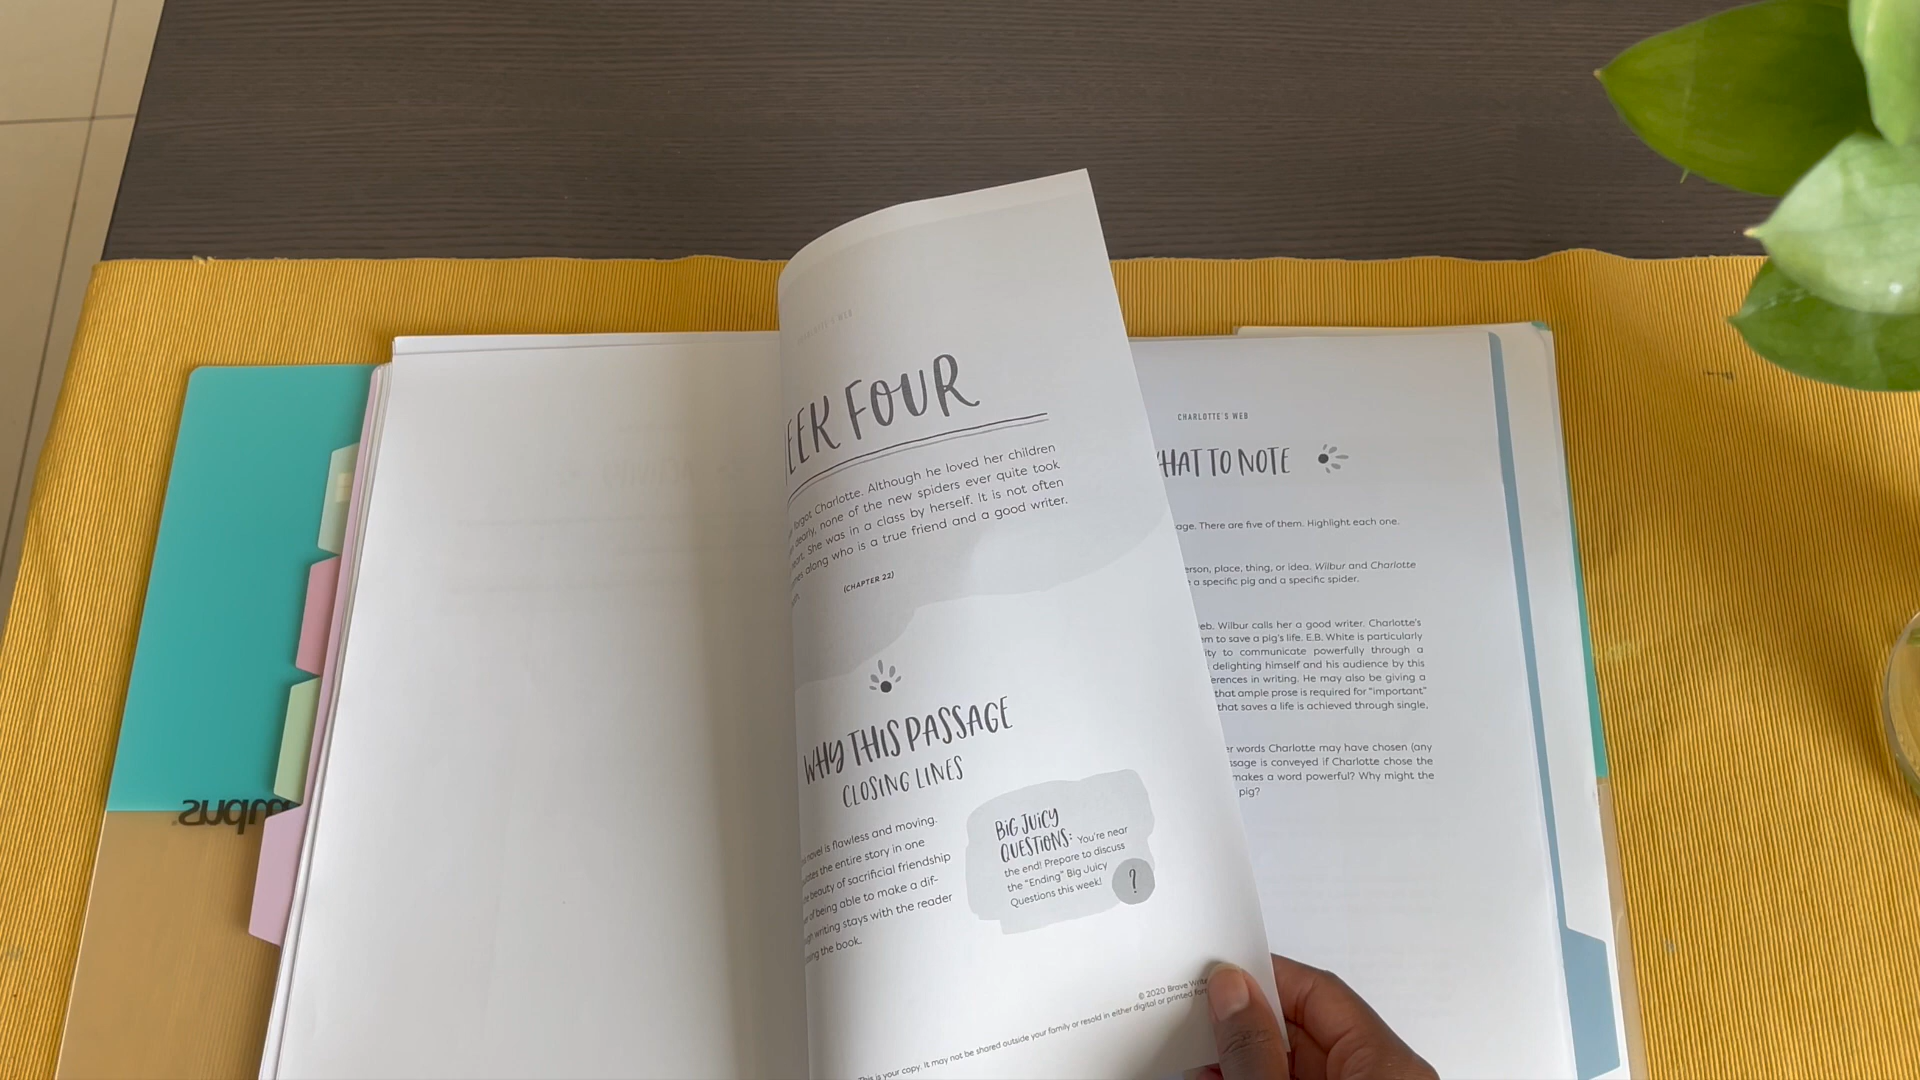 CHARLOTTE'S WEB
EEK FOUR
forgot Charlotte. Although he loved her children
dearly, none of the new spiders ever quite took
heart. She was in a class by herself. It is not often
along who is a true friend and a good writer.
(CHAPTER 22)
WHY THIS PASSAGE
CLOSING LINES
novel is flawless and moving.
the entire story in one
beauty of sacrificial friendship
of being able to make a dif-
writing stays with the reader
the book.
BIG JUICY
QUESTIONS: You're near
the end! Prepare to discuss
the "Ending" Big Juicy
Questions this week!
?
© 2020 Brave
This is your copy. It may not be shared outside your family or resold in either digital or printed
CHARLOTTE'S WEB
HAT TO NOTE
age. There are five of them. Highlight each one.
erson, place, thing, or idea. Wilbur and Charlotte
a specific pig and a specific spider.
eb. Wilbur calls her a good writer. Charlotte's
m to save a pig's life. E.B. White is particularly
ity to communicate powerfully through a
delighting himself and his audience by this
erences in writing. He may also be giving a
that ample prose is required for "important"
that saves a life is achieved through single,
er words Charlotte may have chosen (any
ssage is conveyed if Charlotte chose the
makes a word powerful? Why might the
pig?